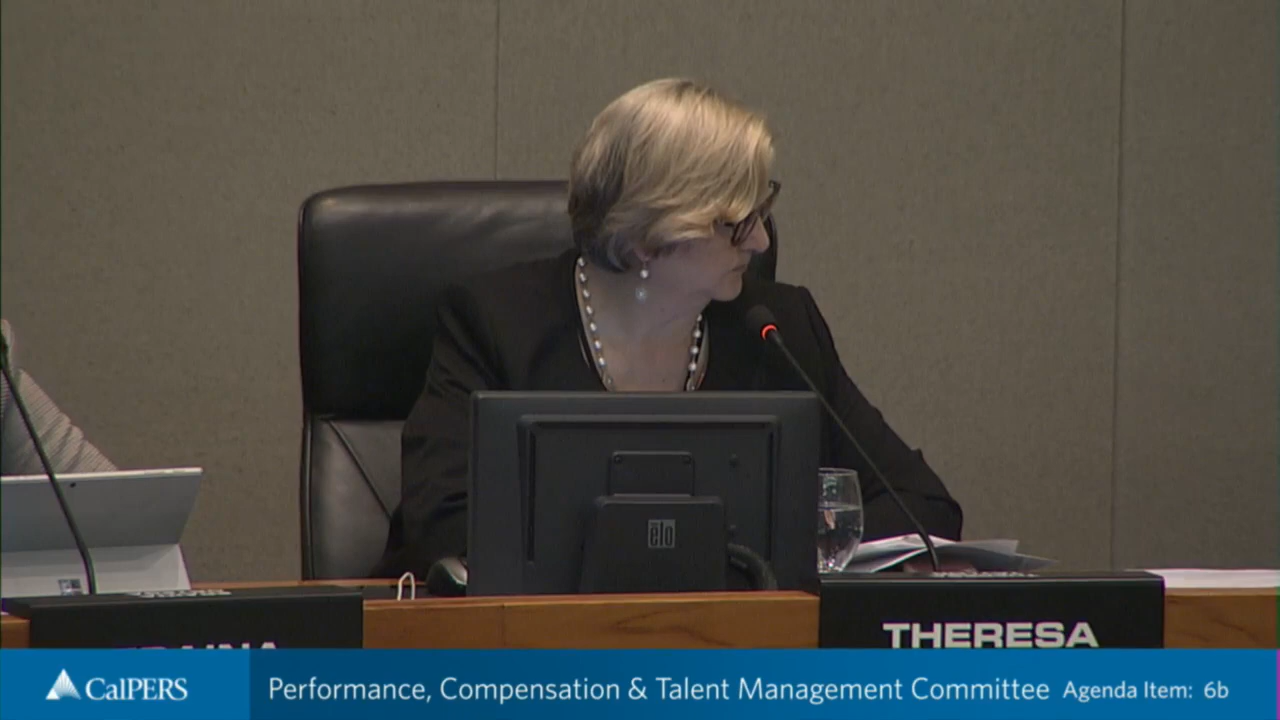 elo
THERESA
CalPERS
Performance, Compensation & Talent Management Committee Agenda Item: 6b